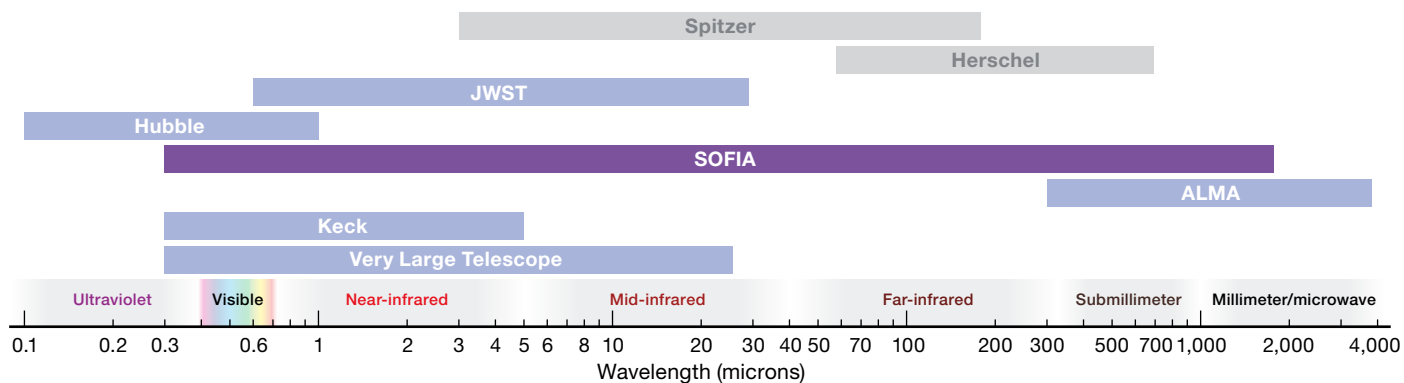 Spitzer
Herschel
JWST
Hubble
SOFIA
ALMA
Keck
Very Large Telescope
Ultraviolet Visible Near-infrared Mid-infrared Far-infrared Submillimeter Millimeter/microwave
0.1 0.2 0.3 0.6 1 2 3 4 5 6 8 10 20 30 40 50 70 100 200 300 500 700 1,000 2,000 4,000
Wavelength (microns)